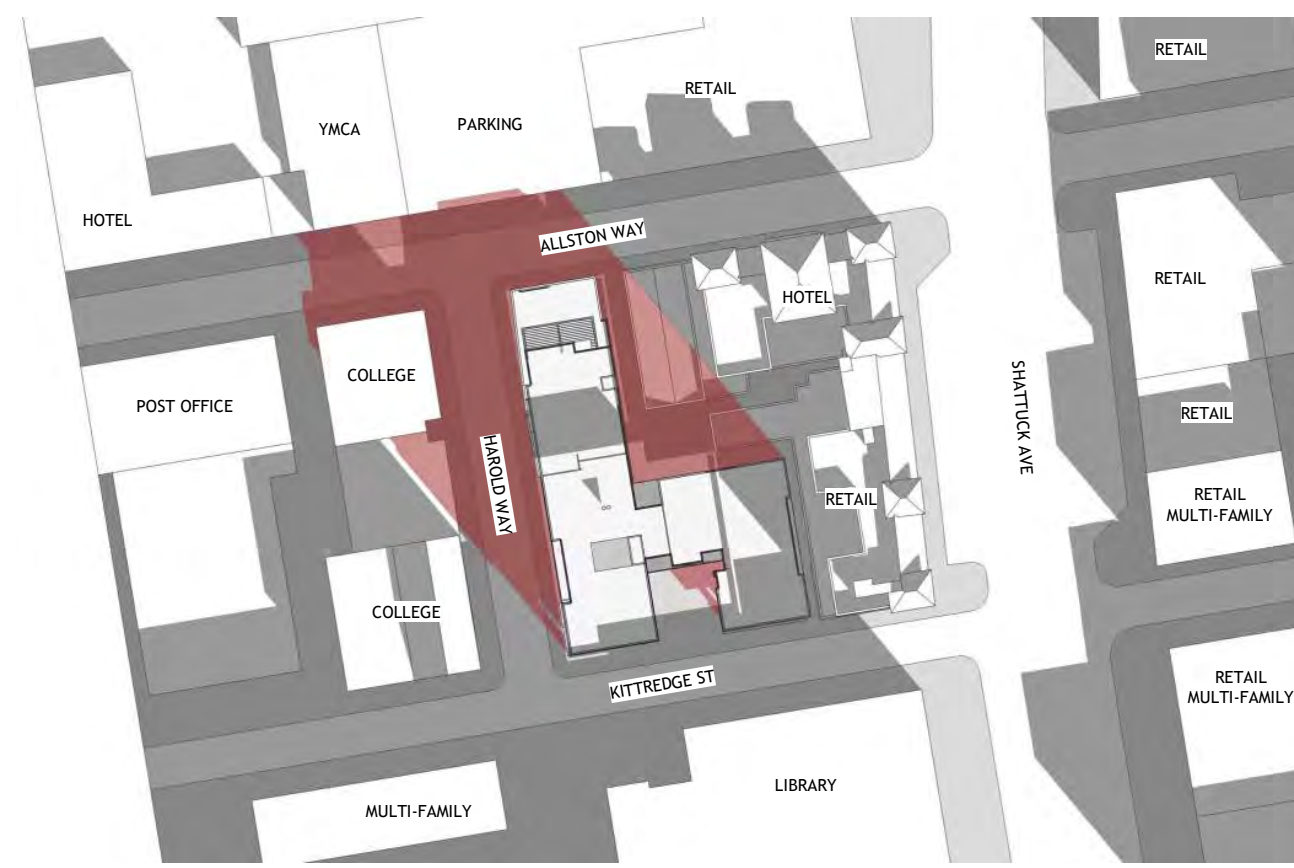 RETAIL
RETAIL
YMCA
PARKING
HOTEL
ALLSTON WAY
HOTEL
RETAIL
COLLEGE
POST OFFICE
SHATTUCK AVE
RETAIL
HAROLD WAY
RETAIL
RETAIL
MULTI-FAMILY
COLLEGE
KITTREDGE ST
RETAIL
MULTI-FAMILY
LIBRARY
MULTI-FAMILY